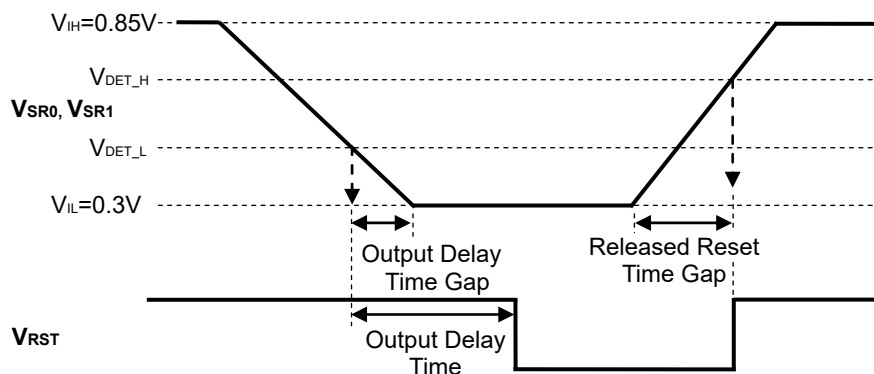 VIH=0.85V
VDET_H
VSR0, VSR1
VDET_L
VIL=0.3V
Output Delay
Time Gap
Released Reset
Time Gap
VRST
Output Delay
Time